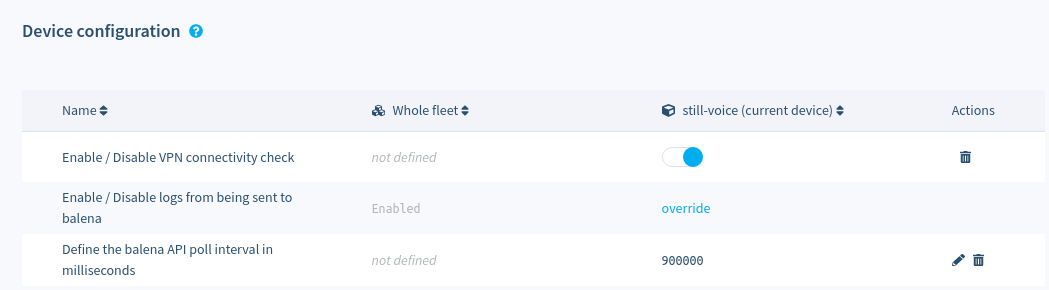 Device configuration ?
Name Whole fleet still-voice (current device) Actions
Enable / Disable VPN connectivity check not defined
Enable / Disable logs from being sent to
balena
Enabled override
Define the balena API poll interval in
milliseconds
not defined 900000